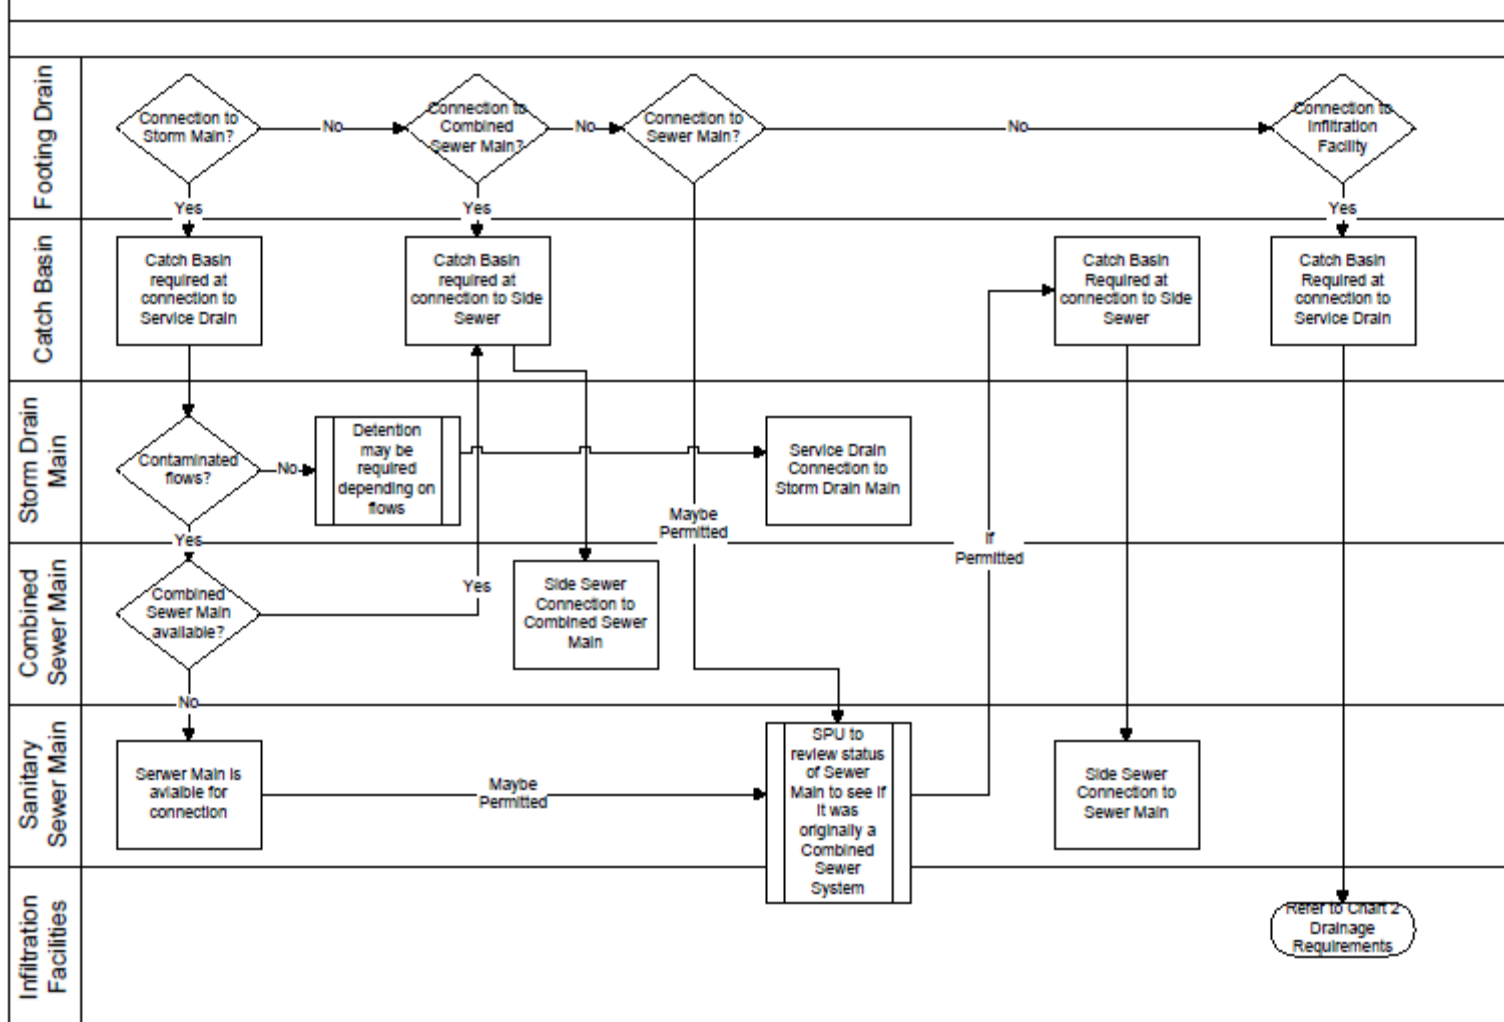 Footing Drain
Connection to
Storm Main?
No
Connection to
Combined
Sewer Main?
No
Connection to
Sewer Main?
No
Connection to
Infiltration
Facility
Yes
Yes
Yes
Catch Basin
Catch Basin
required at
connection to
Service Drain
Catch Basin
required at
connection to Side
Sewer
Catch Basin
Required at
connection to Side
Sewer
Catch Basin
Required at
connection to
Service Drain
Storm Drain
Main
Contaminated
flows?
No
Detention
may be
required
depending on
flows
Service Drain
Connection to
Storm Drain Main
Maybe
Permitted
If
Permitted
Yes
Combined
Sewer Main
Combined
Sewer Main
available?
Yes
Side Sewer
Connection to
Combined Sewer
Main
No
Sanitary
Sewer Main
Serwer Main is
avialble for
connection
Maybe
Permitted
SPU to
review status
of Sewer
Main to see if
it was
originally a
Combined
Sewer
System
Side Sewer
Connection to
Sewer Main
Infiltration
Facilities
Refer to Chart 2
Drainage
Requirements